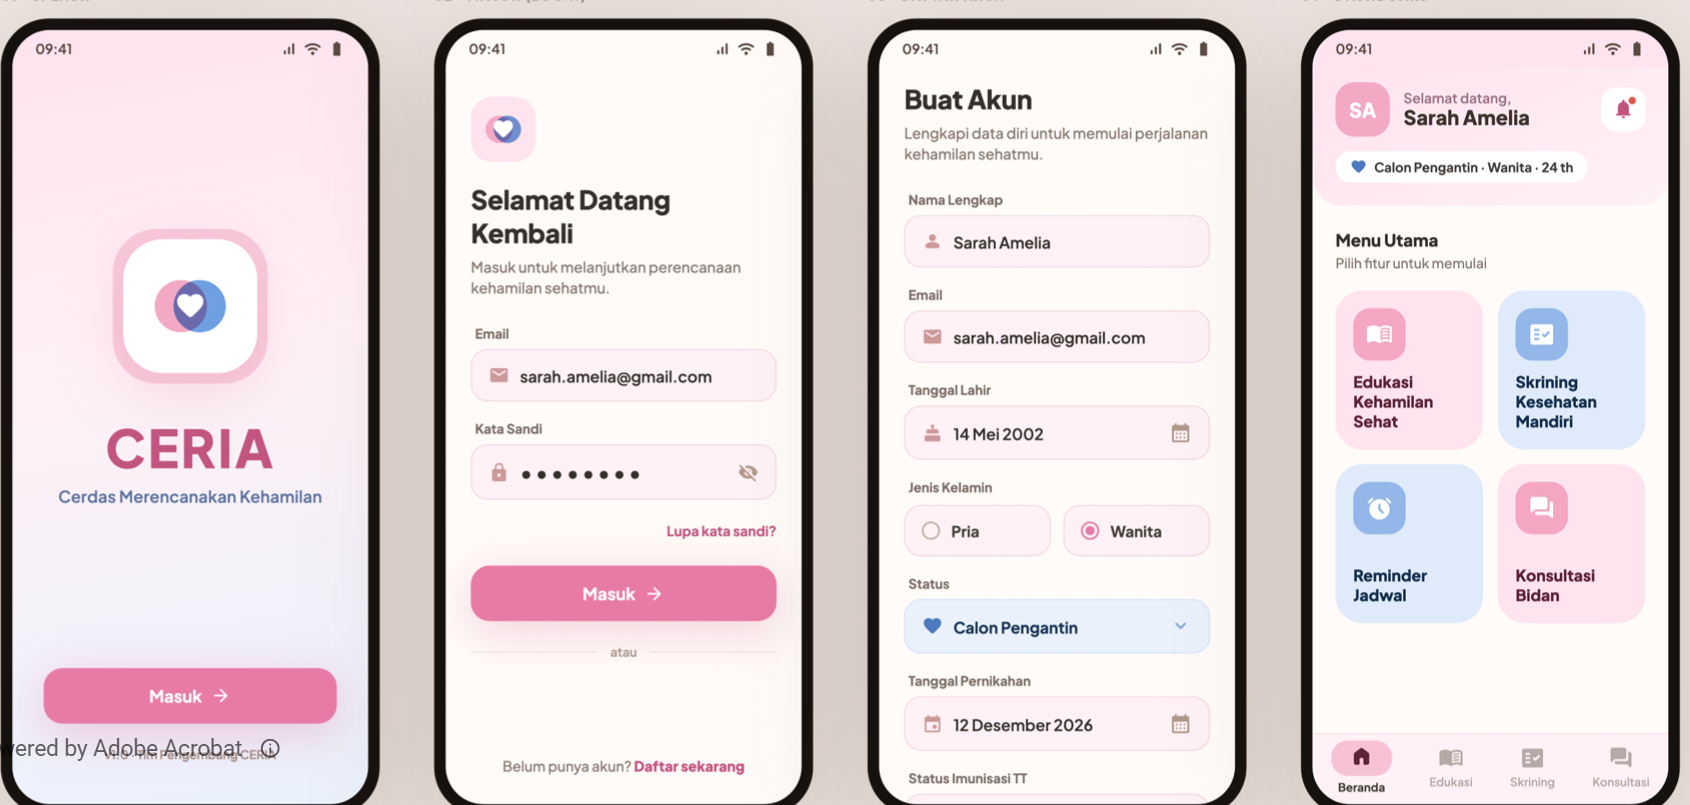 09:41
CERIA
Cerdas Merencanakan Kehamilan
Masuk
wered by Adobe Acrobat
v1.0 · Tim Pengembang CERIA
09:41
Selamat Datang
Kembali
Masuk untuk melanjutkan perencanaan
kehamilan sehatmu.
Email
sarah.amelia@gmail.com
Kata Sandi
Lupa kata sandi?
Masuk
atau
Belum punya akun? Daftar sekarang
09:41
Buat Akun
Lengkapi data diri untuk memulai perjalanan
kehamilan sehatmu.
Nama Lengkap
Sarah Amelia
Email
sarah.amelia@gmail.com
Tanggal Lahir
14 Mei 2002
Jenis Kelamin
Pria
Wanita
Status
Calon Pengantin
Tanggal Pernikahan
12 Desember 2026
Status Imunisasi TT
09:41
SA
Selamat datang,
Sarah Amelia
Calon Pengantin · Wanita · 24 th
Menu Utama
Pilih fitur untuk memulai
Edukasi
Kehamilan
Sehat
Skrining
Kesehatan
Mandiri
Reminder
Jadwal
Konsultasi
Bidan
Beranda
Edukasi
Skrining
Konsultasi